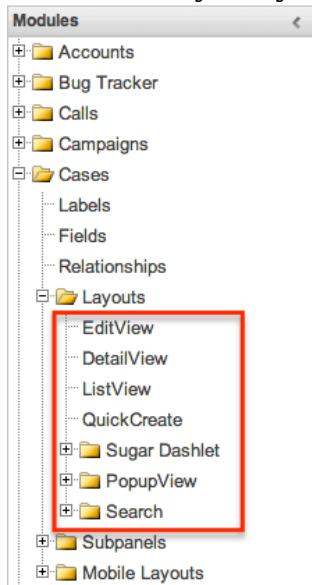 Modules
Accounts
Bug Tracker
Calls
Campaigns
Cases
Labels
Fields
Relationships
Layouts
EditView
DetailView
ListView
QuickCreate
Sugar Dashlet
PopupView
Search
Subpanels
Mobile Layouts